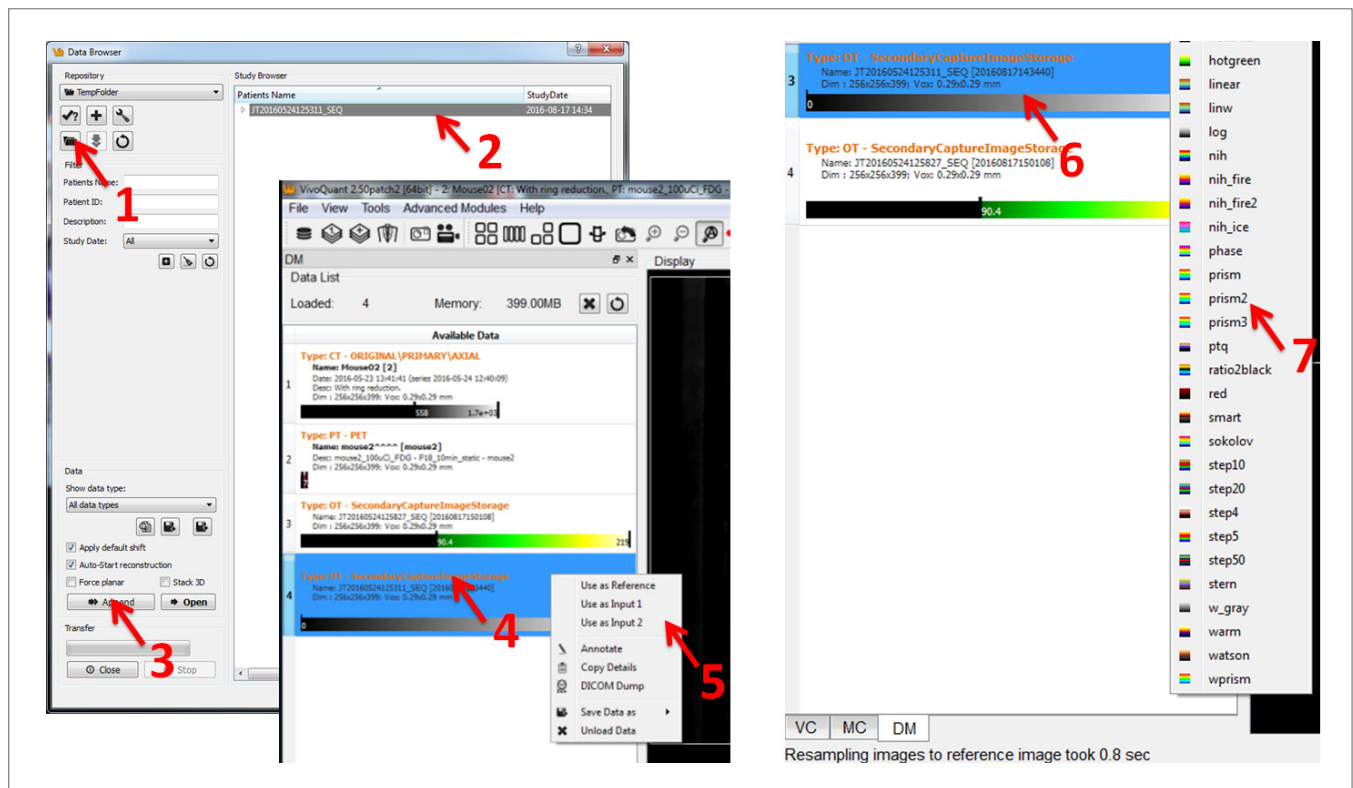 Data Browser
Repository
TempFolder
Filter
Patients Name:
Patient ID:
Description:
Study Date:
All
1
Data
Show data type:
All data types
Apply default shift
Auto-Start reconstruction
Force planar
Stack 3D
Append
Open
3
Transfer
Close
Stop
Study Browser
Patients Name
StudyDate
JT20160524125311_SEQ
2016-08-17 14:34
2
VivoQuant 2.50patch2 [64bit] - 2: Mouse02 [CT: With ring reduction., PT: mouse2_100uCi_FDG -
File View Tools Advanced Modules Help
DM
Display
Data List
Loaded: 4 Memory: 399.00MB
Available Data
1
Type: CT - ORIGINAL\PRIMARY\AXIAL
Name: Mouse02 [2]
Date: 2016-05-23 13:41:41 (series 2016-05-24 12:40:09)
Desc: With ring reduction.
Dim : 256x256x399; Vox: 0.29x0.29 mm
558 1.7e+03
2
Type: PT - PET
Name: mouse2^^^^ [mouse2]
Desc: mouse2_100uCi_FDG - F18_10min_static - mouse2
Dim : 256x256x399; Vox: 0.29x0.29 mm
3
Type: OT - SecondaryCaptureImageStorage
Name: JT20160524125827_SEQ [20160817150108]
Dim : 256x256x399; Vox: 0.29x0.29 mm
90.4 219
4
Type: OT - SecondaryCaptureImageStorage
Name: JT20160524125311_SEQ
Dim : 256x256x399; Vox: 0.29x0.29 mm
0
4
Use as Reference
Use as Input 1
Use as Input 2
5
Annotate
Copy Details
DICOM Dump
Save Data as
Unload Data
3
Type: OT - SecondaryCaptureImageStorage
Name: JT20160524125311_SEQ [20160817143440]
Dim : 256x256x399; Vox: 0.29x0.29 mm
0
6
4
Type: OT - SecondaryCaptureImageStorage
Name: JT20160524125827_SEQ [20160817150108]
Dim : 256x256x399; Vox: 0.29x0.29 mm
90.4
hotgreen
linear
linw
log
nih
nih_fire
nih_fire2
nih_ice
phase
prism
prism2
prism3
7
ptq
ratio2black
red
smart
sokolov
step10
step20
step4
step5
step50
stern
w_gray
warm
watson
wprism
VC MC DM
Resampling images to reference image took 0.8 sec